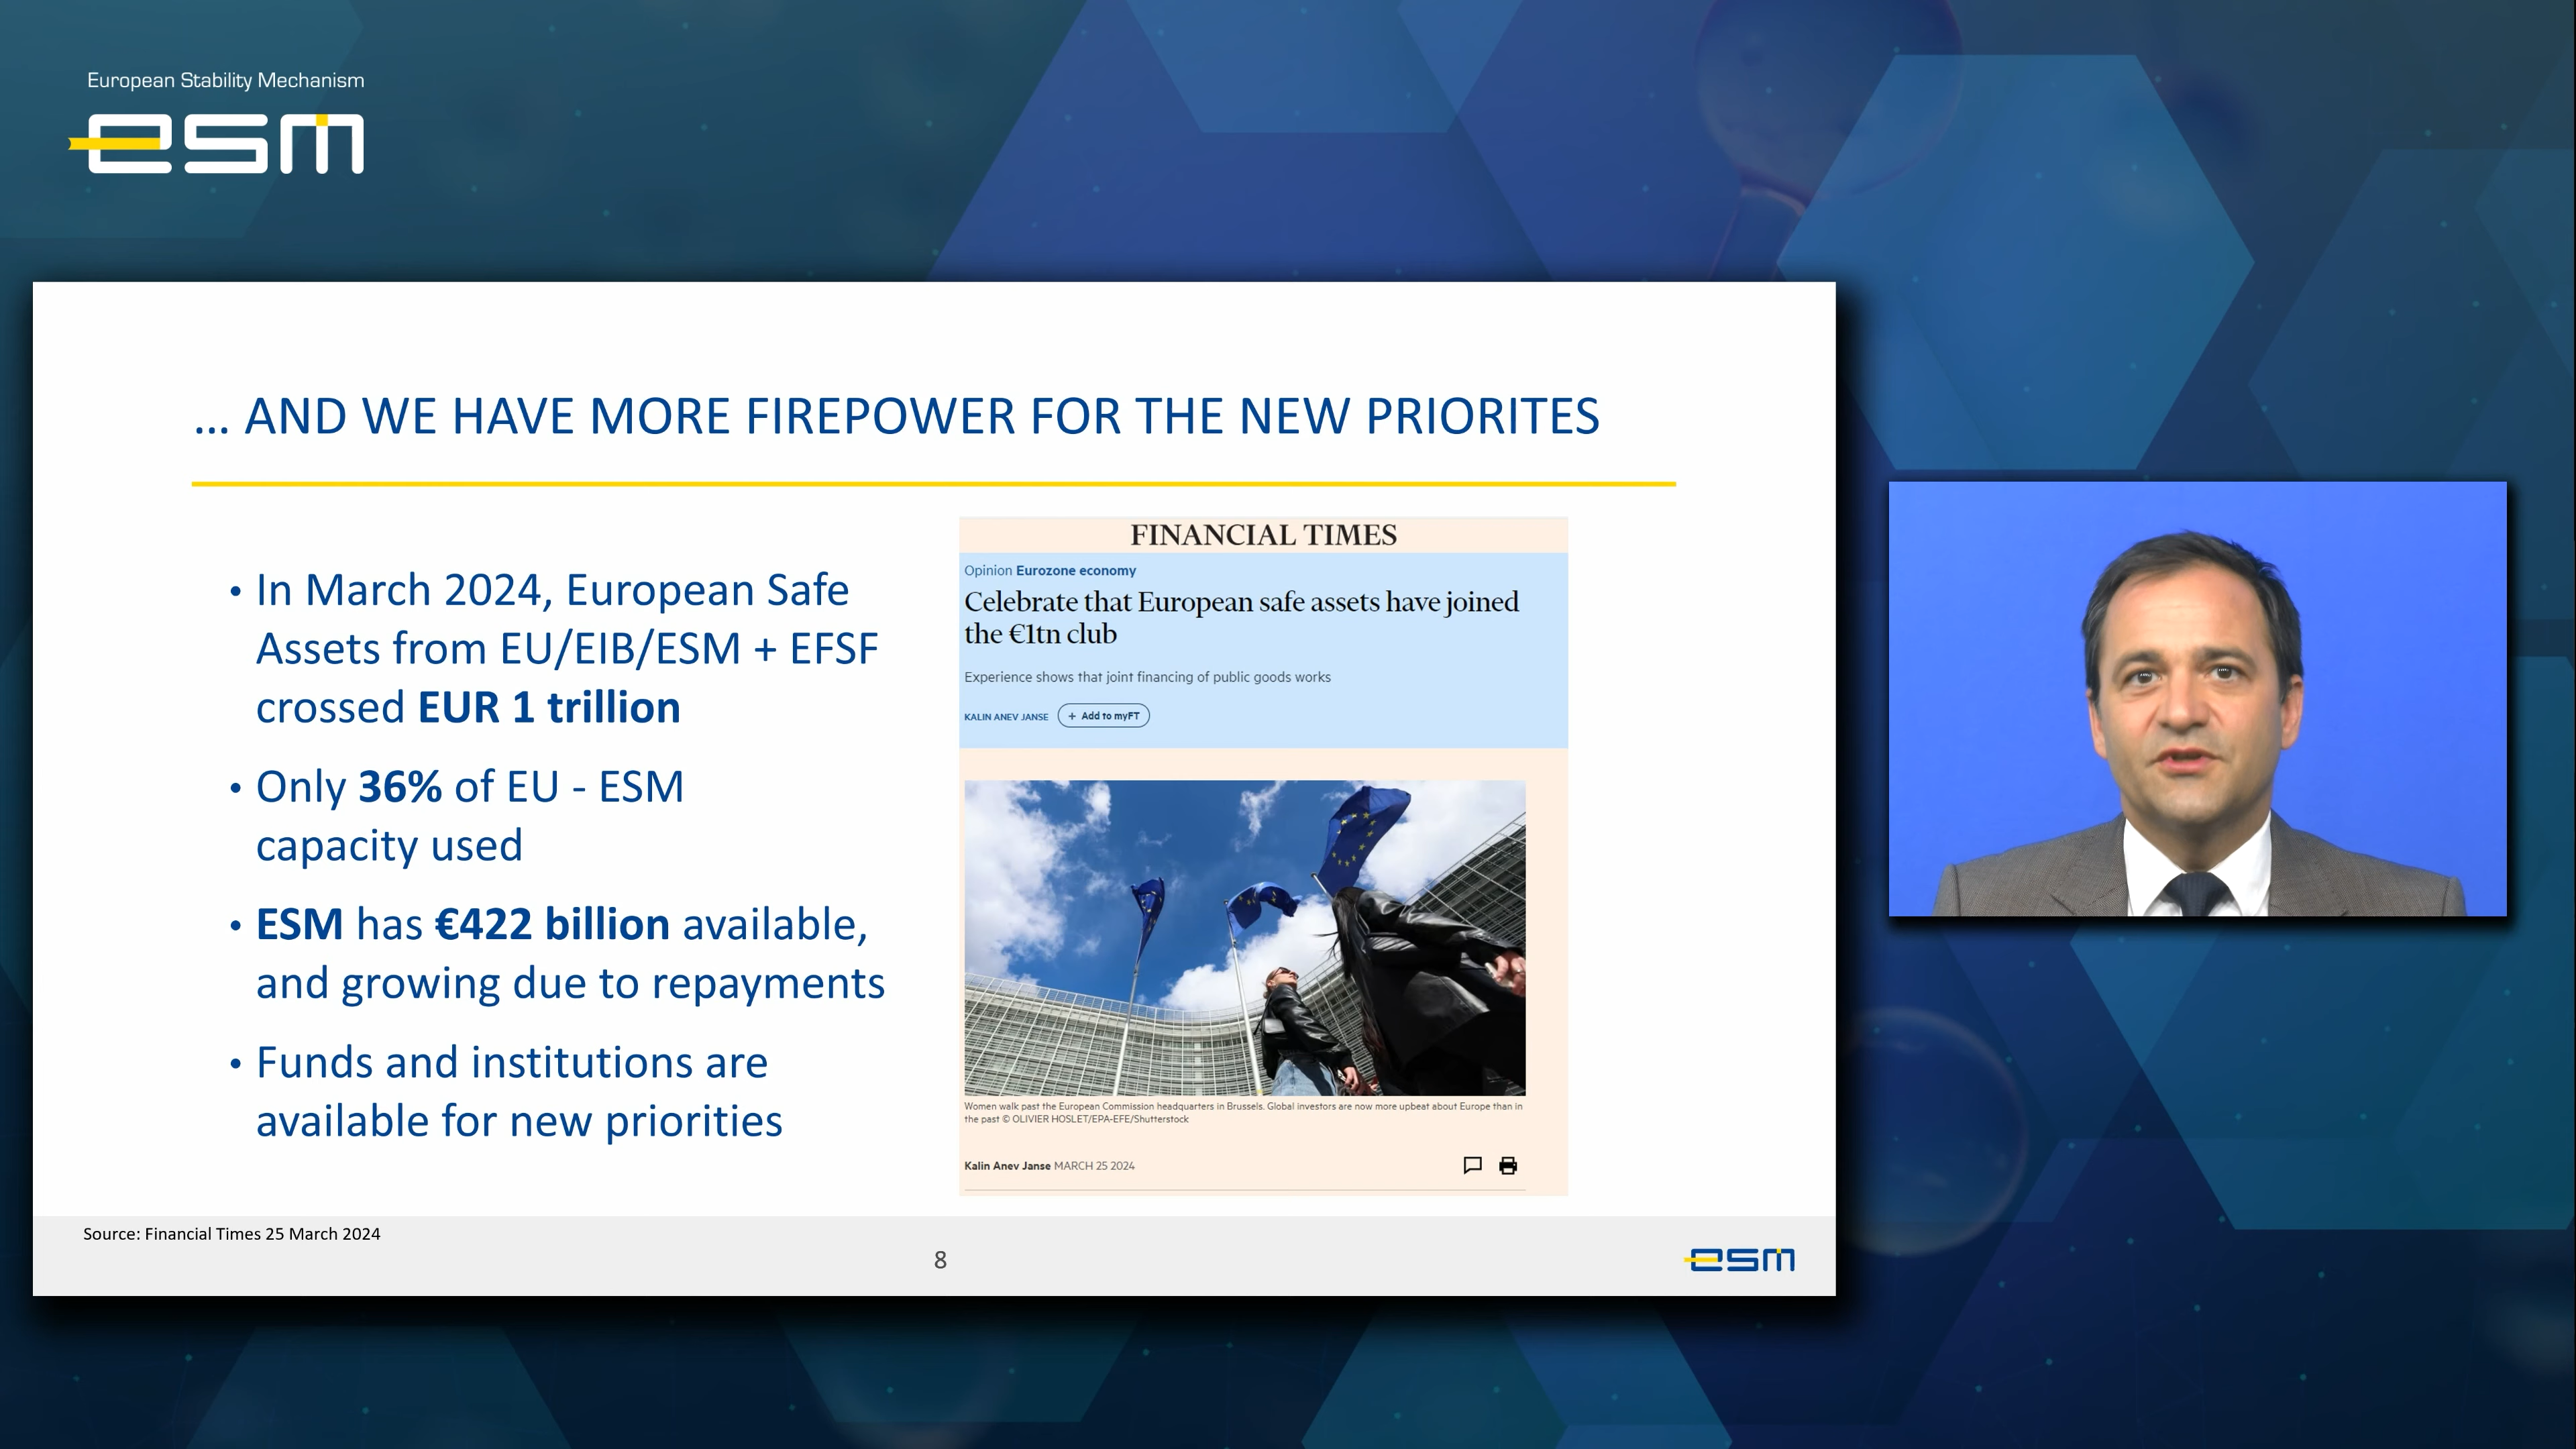 European Stability Mechanism
esm
... AND WE HAVE MORE FIREPOWER FOR THE NEW PRIORITES
• In March 2024, European Safe
Assets from EU/EIB/ESM + EFSF
crossed EUR 1 trillion
• Only 36% of EU - ESM
capacity used
• ESM has €422 billion available,
and growing due to repayments
• Funds and institutions are
available for new priorities
FINANCIAL TIMES
Opinion Eurozone economy
Celebrate that European safe assets have joined
the €1tn club
Experience shows that joint financing of public goods works
KALIN ANEV JANSE + Add to myFT
Women walk past the European Commission headquarters in Brussels. Global investors are now more upbeat about Europe than in
the past © OLIVIER HOSLET/EPA-EFE/Shutterstock
Kalin Anev Janse MARCH 25 2024
Source: Financial Times 25 March 2024
8
esm